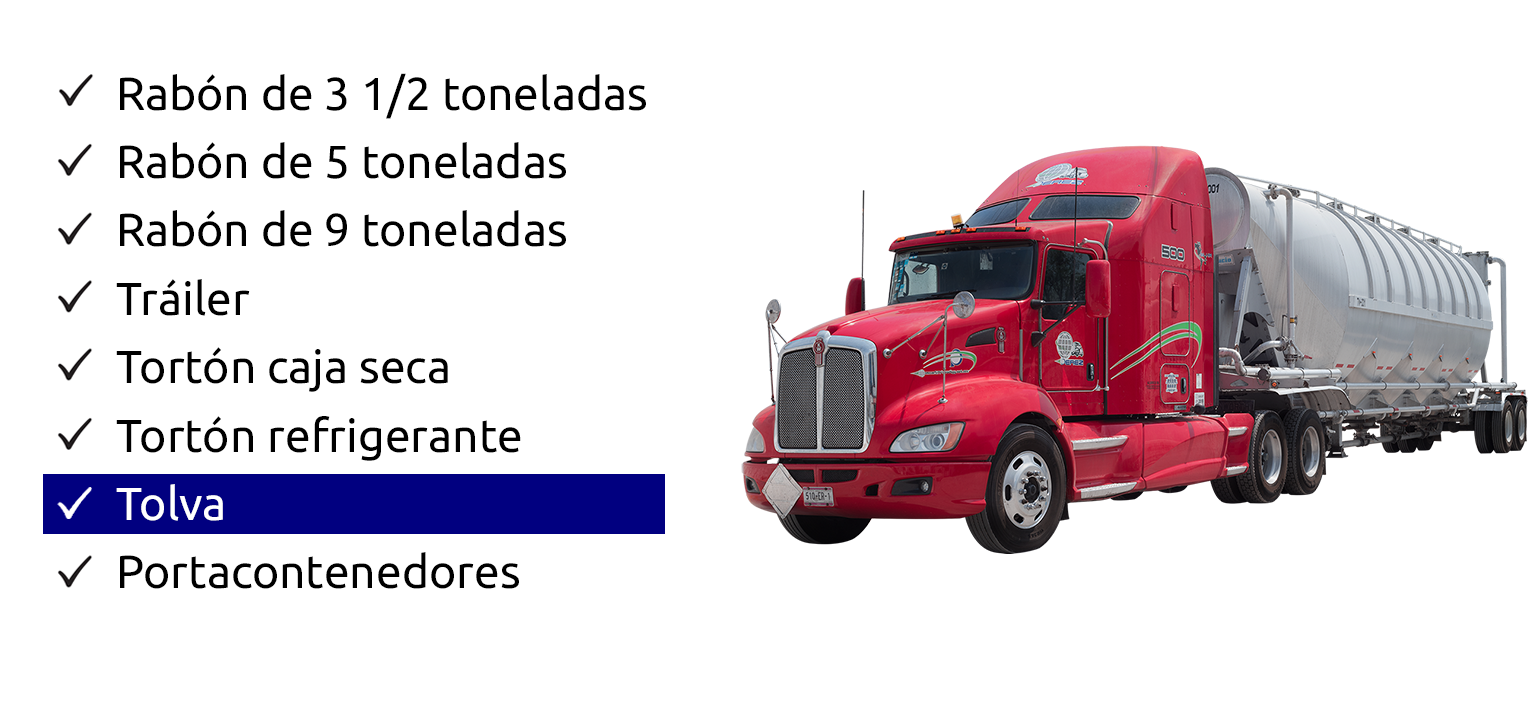 Rabón de 3 1/2 toneladas
Rabón de 5 toneladas
Rabón de 9 toneladas
Tráiler
Tortón caja seca
Tortón refrigerante
Tolva
Portacontenedores
500